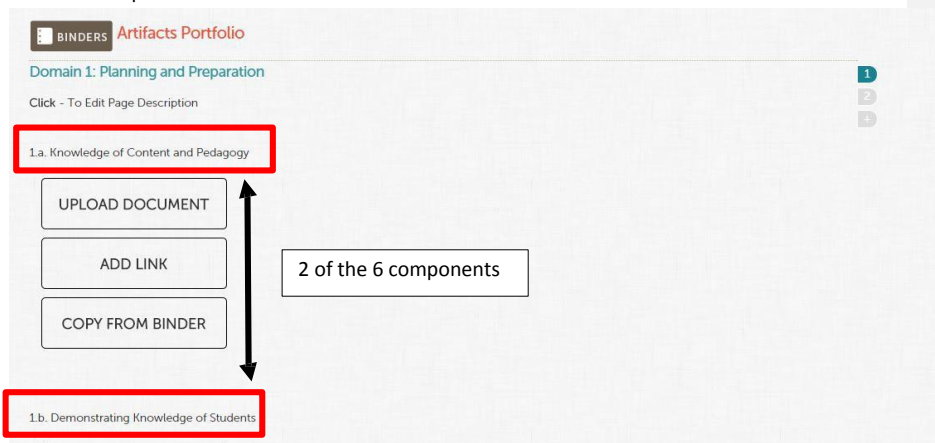 BINDERS Artifacts Portfolio
Domain 1: Planning and Preparation
1
Click - To Edit Page Description
2
+
1.a. Knowledge of Content and Pedagogy
UPLOAD DOCUMENT
ADD LINK
2 of the 6 components
COPY FROM BINDER
1.b. Demonstrating Knowledge of Students